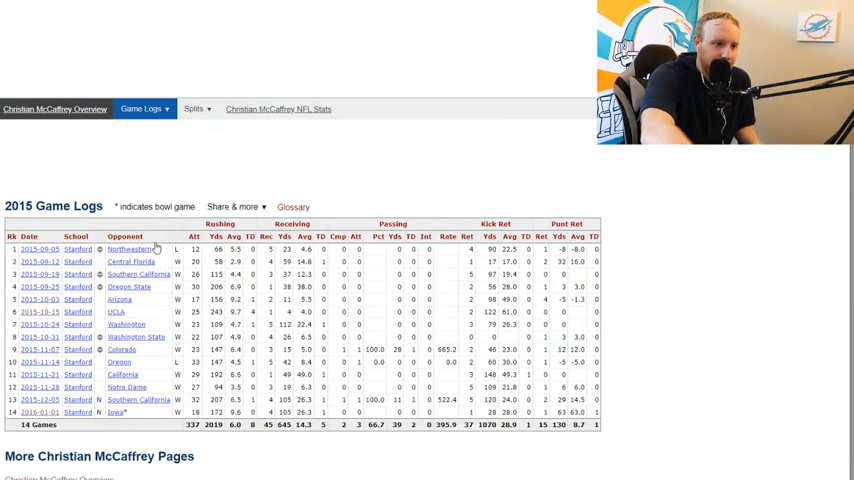 Christian McCaffrey Overview Game Logs Splits Christian McCaffrey NFL Stats
2015 Game Logs * indicates bowl game Share & more Glossary
Rushing Receiving Passing Kick Ret Punt Ret
Rk Date School Opponent Att Yds Avg TD Rec Yds Avg TD Cmp Att Pct Yds TD Int Rate Ret Yds Avg TD Ret Yds Avg TD
1 2015-09-05 Stanford @ Northwestern L 12 66 5.5 0 5 23 4.6 0 0 0 0 0 0 4 90 22.5 0 1 -8 -8.0 0
2 2015-09-12 Stanford Central Florida W 20 58 2.9 0 4 59 14.8 1 0 0 0 0 0 1 17 17.0 0 2 32 16.0 0
3 2015-09-19 Stanford @ Southern California W 26 115 4.4 0 3 37 12.3 0 0 0 0 0 0 5 97 19.4 0 0 0 0
4 2015-09-25 Stanford @ Oregon State W 30 206 6.9 0 1 38 38.0 0 0 0 0 0 0 2 56 28.0 0 1 3 3.0 0
5 2015-10-03 Stanford Arizona W 17 156 9.2 1 2 11 5.5 0 0 0 0 0 0 2 98 49.0 0 4 -5 -1.3 0
6 2015-10-15 Stanford UCLA W 25 243 9.7 4 1 4 4.0 0 0 0 0 0 0 2 122 61.0 0 0 0 0
7 2015-10-24 Stanford Washington W 23 109 4.7 1 5 112 22.4 1 0 0 0 0 0 3 79 26.3 0 0 0 0
8 2015-10-31 Stanford @ Washington State W 22 107 4.9 0 4 26 6.5 0 0 0 0 0 0 0 0 0 1 3 3.0 0
9 2015-11-07 Stanford @ Colorado W 23 147 6.4 0 3 15 5.0 0 1 1 100.0 28 1 0 665.2 2 46 23.0 0 1 12 12.0 0
10 2015-11-14 Stanford Oregon L 33 147 4.5 1 5 42 8.4 0 0 1 0.0 0 0 0 0.0 2 60 30.0 0 1 -5 -5.0 0
11 2015-11-21 Stanford California W 29 192 6.6 0 1 49 49.0 1 0 0 0 0 0 3 148 49.3 1 0 0 0
12 2015-11-28 Stanford Notre Dame W 27 94 3.5 0 3 19 6.3 0 0 0 0 0 0 5 109 21.8 0 1 6 6.0 0
13 2015-12-05 Stanford N Southern California W 32 207 6.5 1 4 105 26.3 1 1 1 100.0 11 1 0 522.4 5 120 24.0 0 2 29 14.5 0
14 2016-01-01 Stanford N Iowa* W 18 172 9.6 0 4 105 26.3 1 0 0 0 0 0 1 28 28.0 0 1 63 63.0 1
14 Games 337 2019 6.0 8 45 645 14.3 5 2 3 66.7 39 2 0 395.9 37 1070 28.9 1 15 130 8.7 1
More Christian McCaffrey Pages
Christian McCaffrey Overview